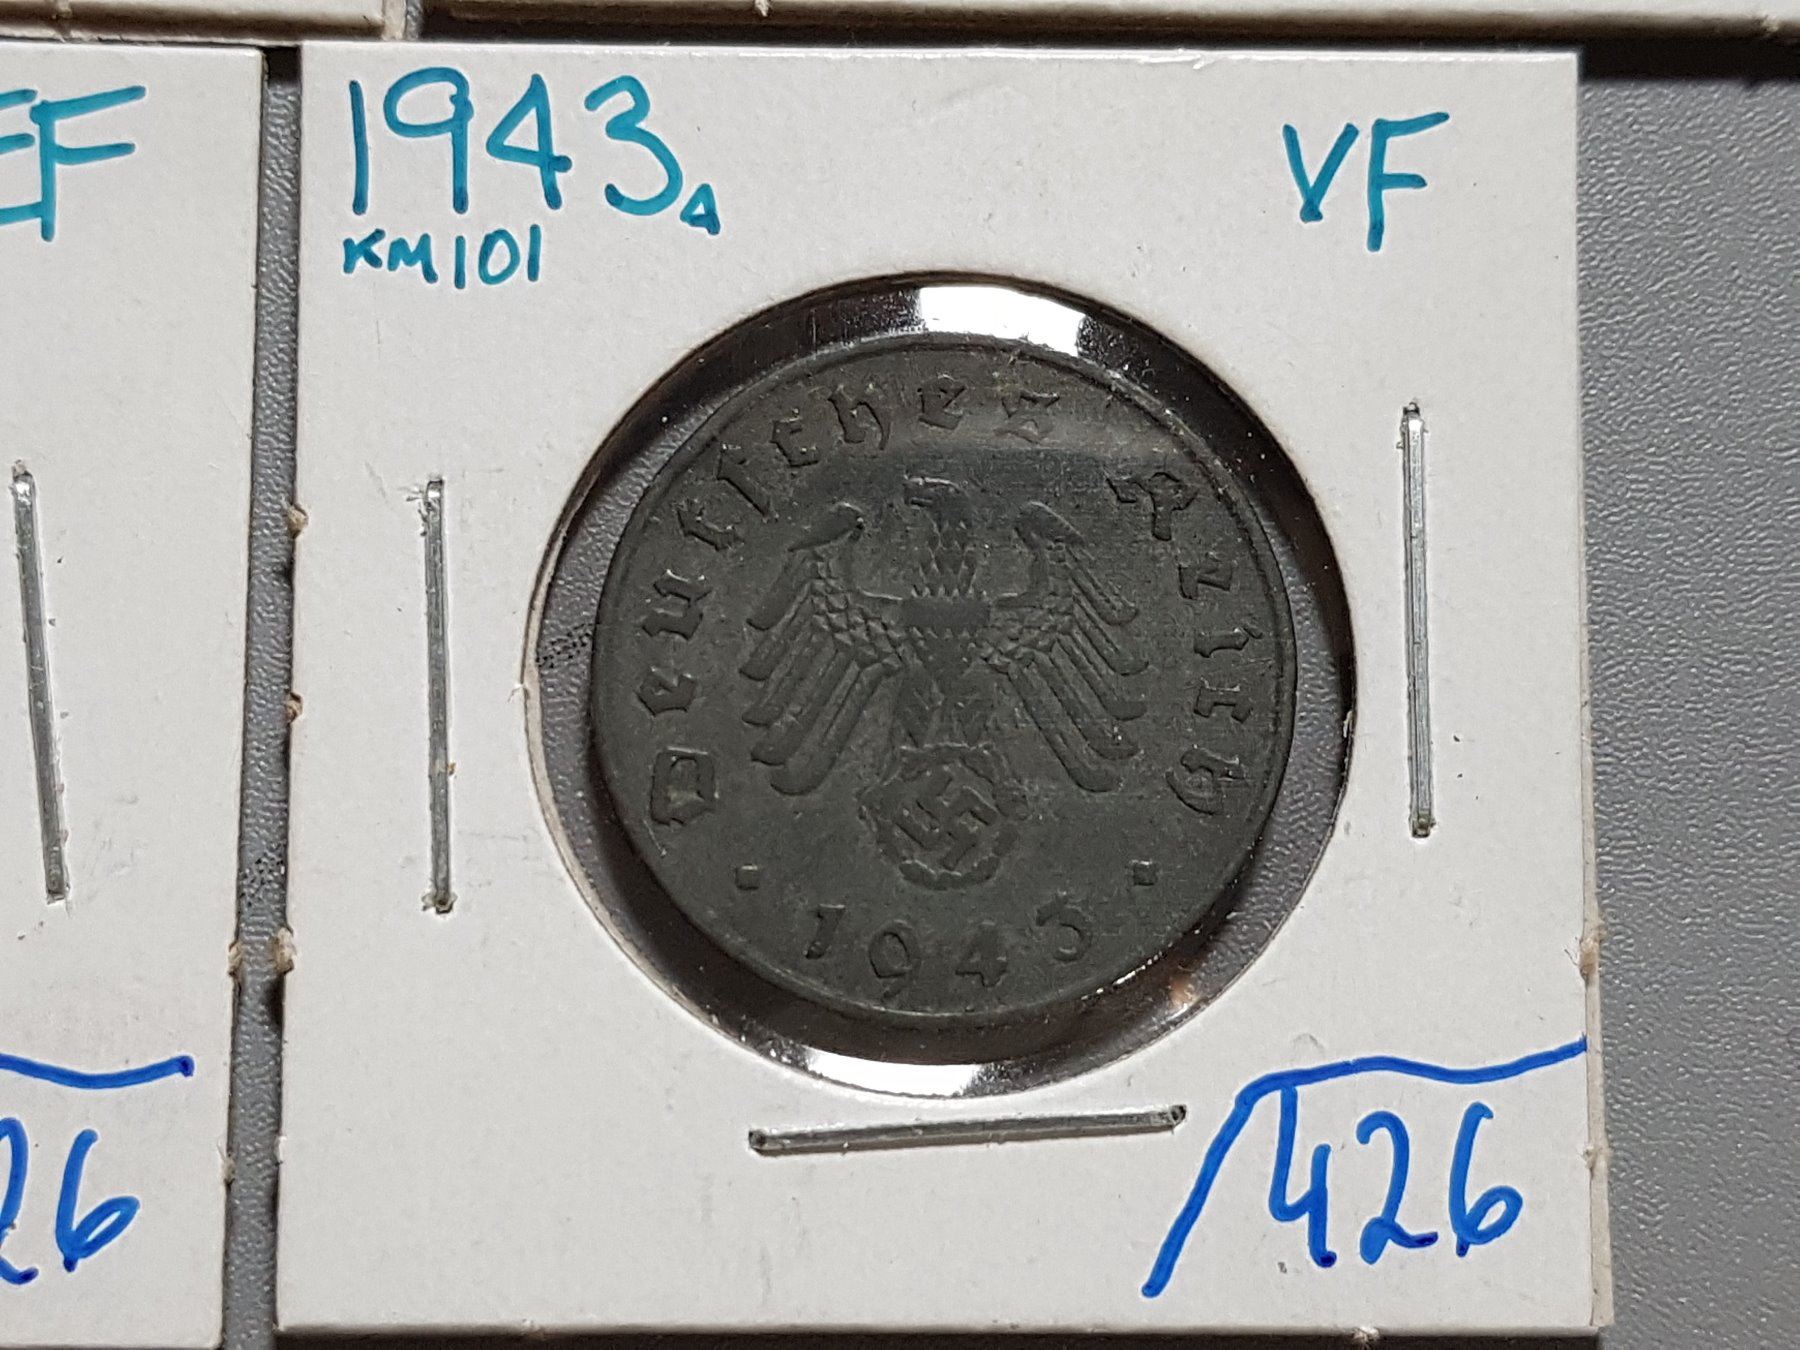 EF
1943A VF
KM101
Deutsches Reich
1943
426
26